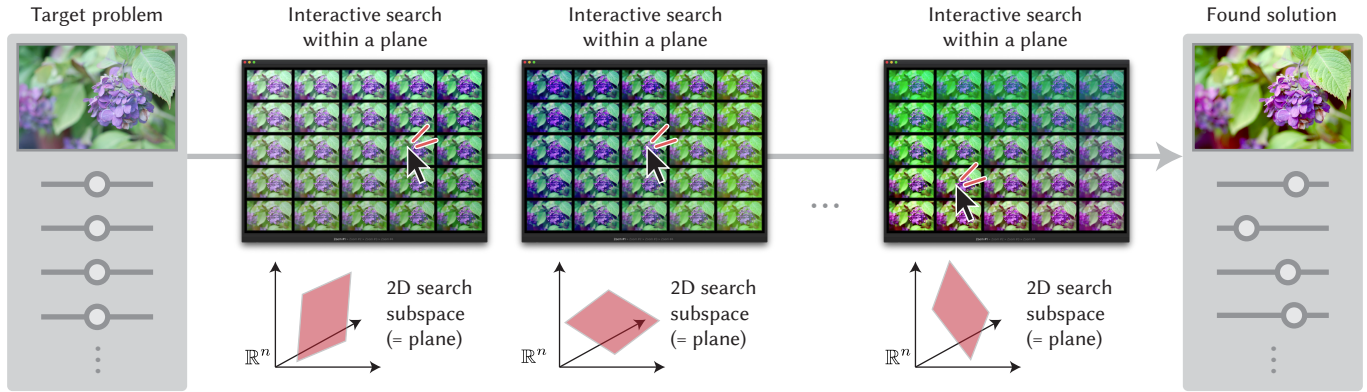 Target problem
Interactive search
within a plane
Interactive search
within a plane
Interactive search
within a plane
Found solution
...
2D search
subspace
(= plane)
ℝⁿ
2D search
subspace
(= plane)
ℝⁿ
2D search
subspace
(= plane)
ℝⁿ